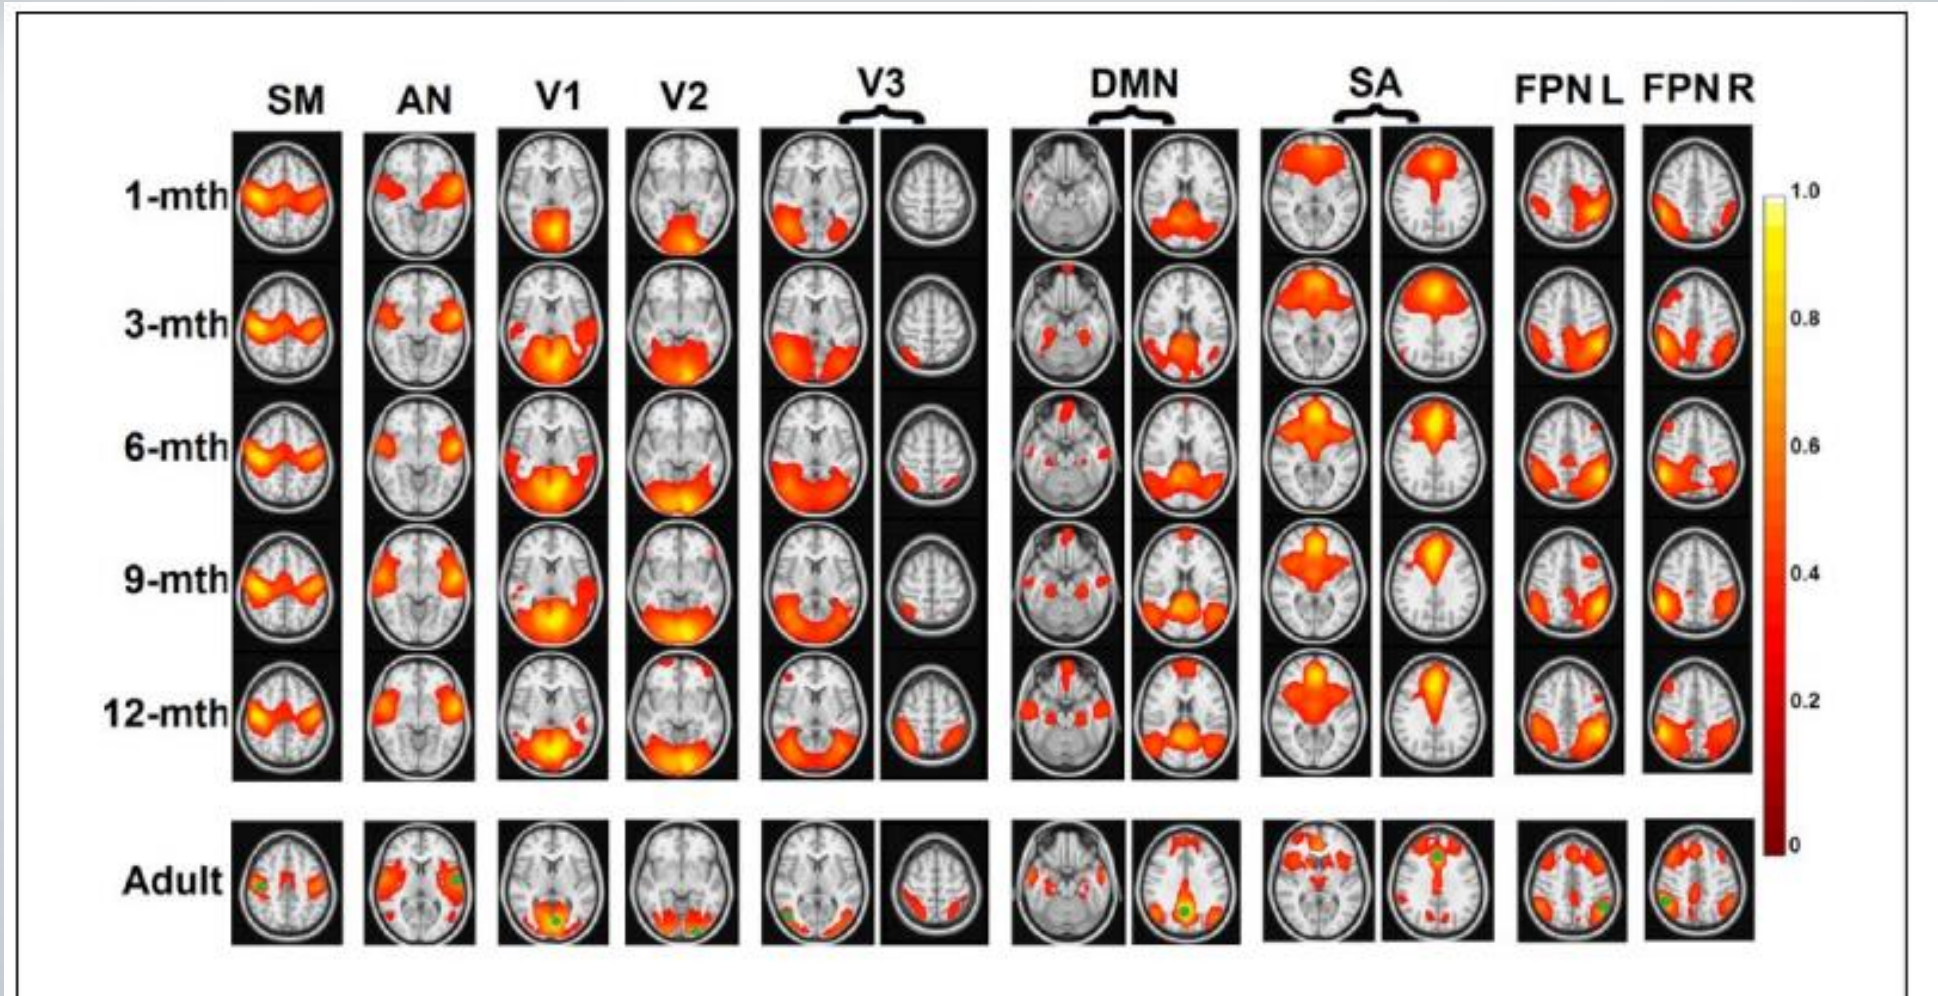 SM AN V1 V2 V3 DMN SA FPN L FPN R
1-mth
1.0
3-mth
0.8
6-mth
0.6
9-mth
0.4
12-mth
0.2
0
Adult